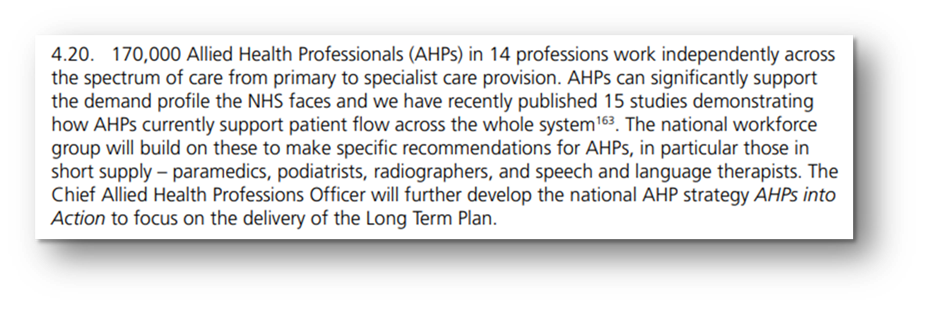 4.20. 170,000 Allied Health Professionals (AHPs) in 14 professions work independently across
the spectrum of care from primary to specialist care provision. AHPs can significantly support
the demand profile the NHS faces and we have recently published 15 studies demonstrating
how AHPs currently support patient flow across the whole system¹⁶³. The national workforce
group will build on these to make specific recommendations for AHPs, in particular those in
short supply – paramedics, podiatrists, radiographers, and speech and language therapists. The
Chief Allied Health Professions Officer will further develop the national AHP strategy AHPs into
Action to focus on the delivery of the Long Term Plan.